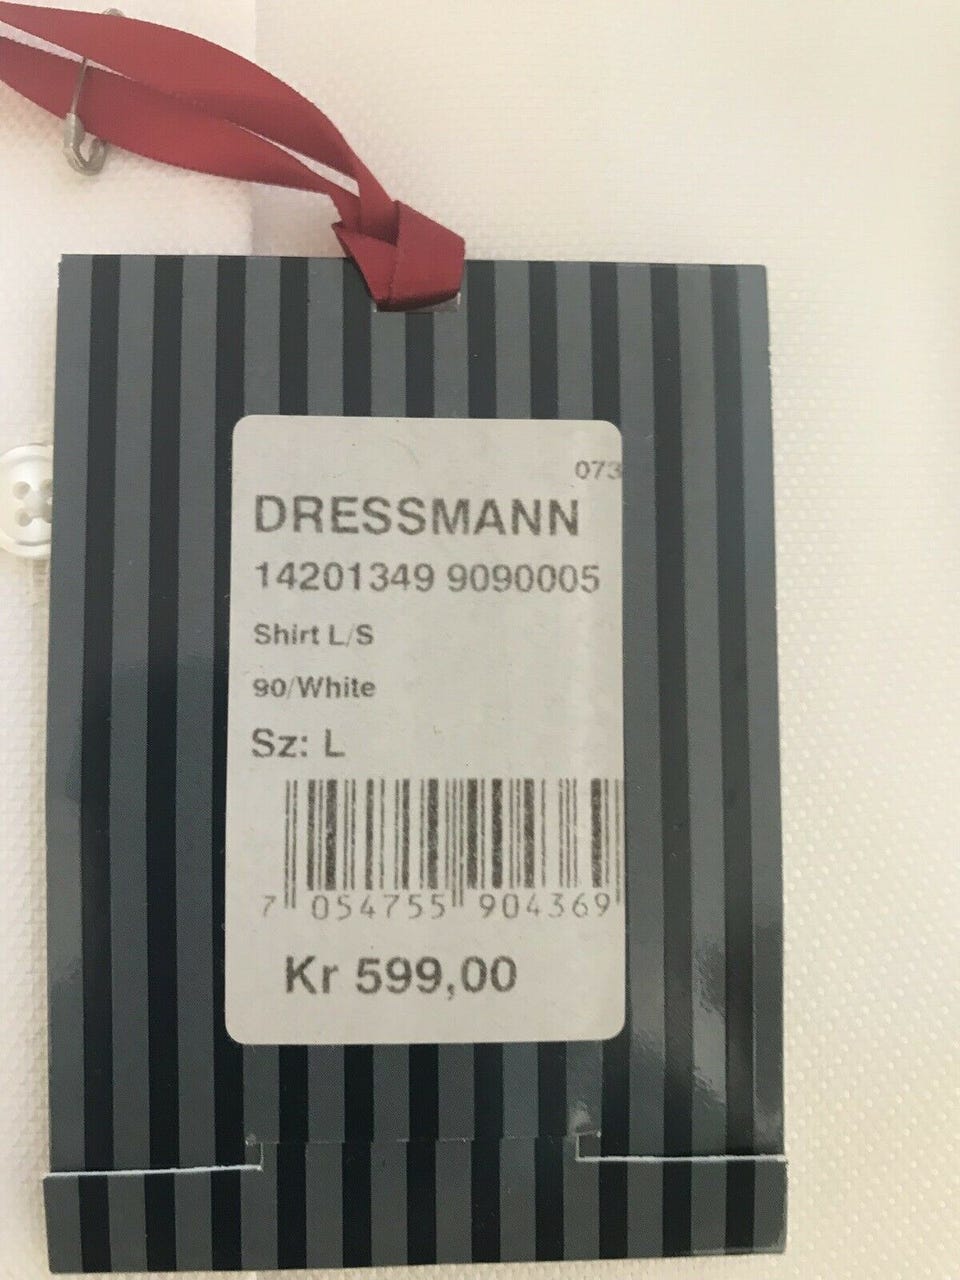 073
DRESSMANN
14201349 9090005
Shirt L/S
90/White
Sz: L
7 054755 904369
Kr 599,00